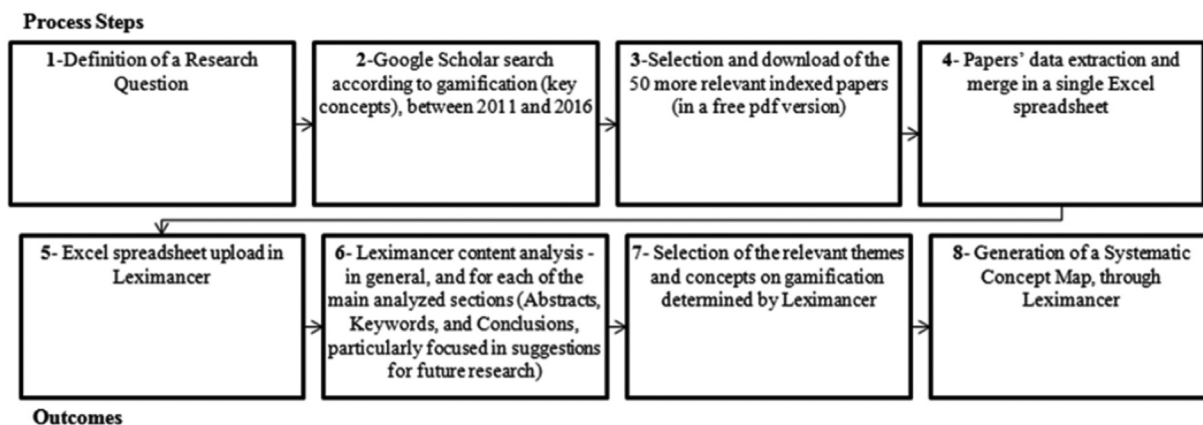 Process Steps
1-Definition of a Research
Question
2-Google Scholar search
according to gamification (key
concepts), between 2011 and 2016
3-Selection and download of the
50 more relevant indexed papers
(in a free pdf version)
4- Papers’ data extraction and
merge in a single Excel
spreadsheet
5- Excel spreadsheet upload in
Leximancer
6- Leximancer content analysis -
in general, and for each of the
main analyzed sections (Abstracts,
Keywords, and Conclusions,
particularly focused in suggestions
for future research)
7- Selection of the relevant themes
and concepts on gamification
determined by Leximancer
8- Generation of a Systematic
Concept Map, through
Leximancer
Outcomes